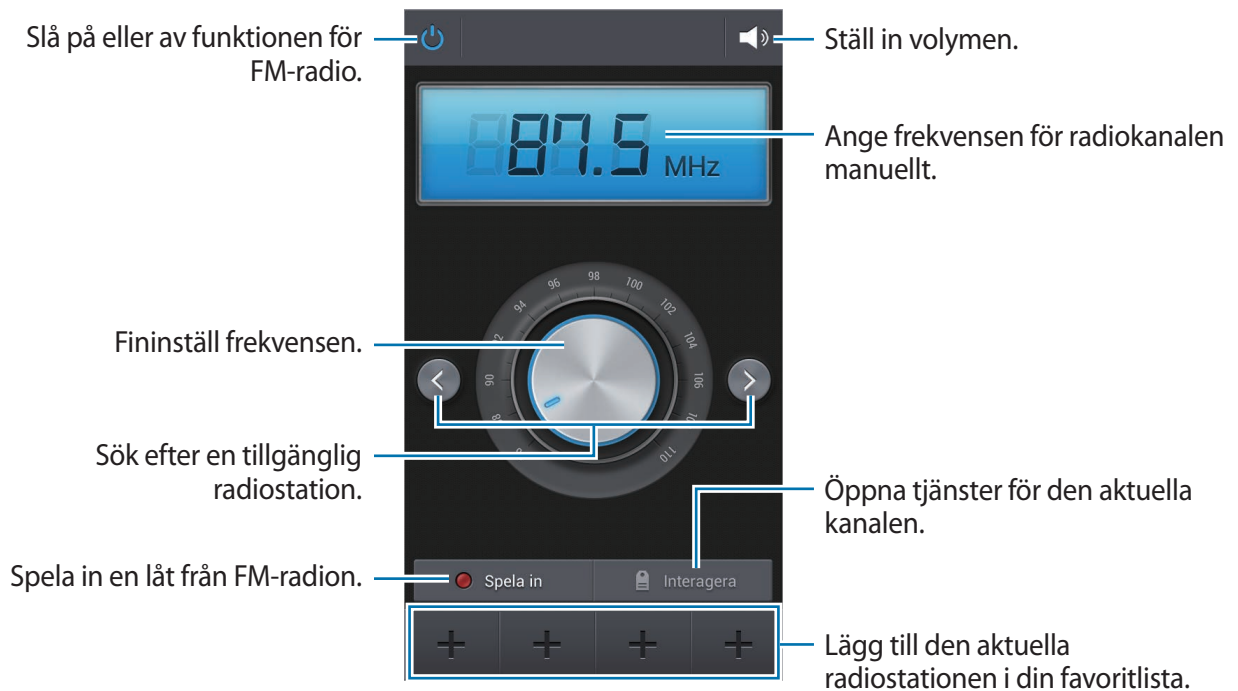 Slå på eller av funktionen för
FM-radio.
Ställ in volymen.
87.5 MHz
Ange frekvensen för radiokanalen
manuellt.
94 96 98 100 102 104 106 110
90
Fininställ frekvensen.
Sök efter en tillgänglig
radiostation.
Öppna tjänster för den aktuella
kanalen.
Spela in en låt från FM-radion.
Spela in
Interagera
Lägg till den aktuella
radiostationen i din favoritlista.